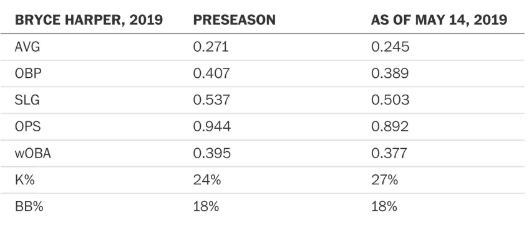 BRYCE HARPER, 2019 PRESEASON AS OF MAY 14, 2019
AVG 0.271 0.245
OBP 0.407 0.389
SLG 0.537 0.503
OPS 0.944 0.892
wOBA 0.395 0.377
K% 24% 27%
BB% 18% 18%